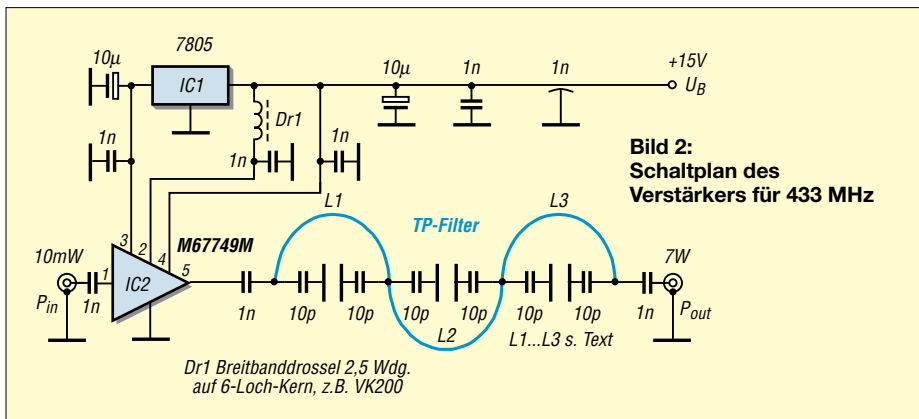 7805
10µ
IC1
10µ
1n
1n
+15V
U_B
Dr1
1n
1n
1n
Bild 2:
Schaltplan des
Verstärkers für 433 MHz
L1
L3
TP-Filter
M67749M
3
2
4
5
1
10mW
7W
IC2
P_in
1n
1n
10p
10p
10p
10p
10p
10p
1n
P_out
L2
L1...L3 s. Text
Dr1 Breitbanddrossel 2,5 Wdg.
auf 6-Loch-Kern, z.B. VK200